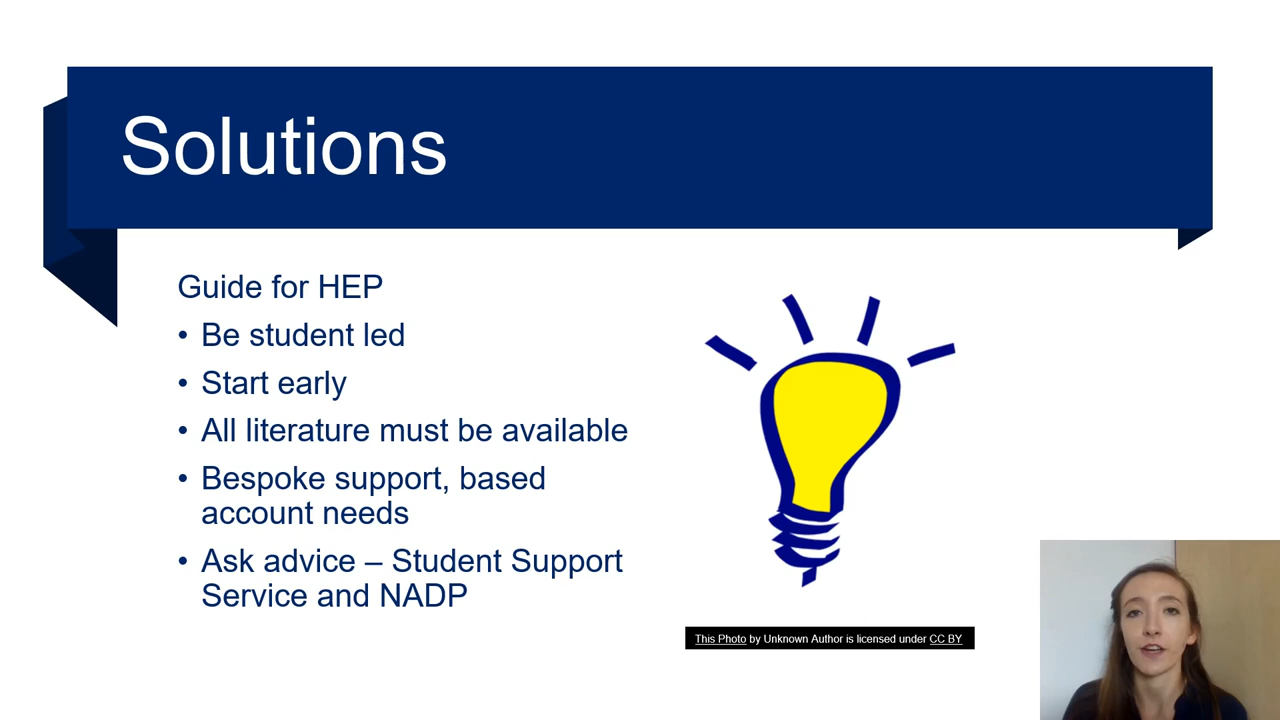 Solutions
Guide for HEP
• Be student led
• Start early
• All literature must be available
• Bespoke support, based
account needs
• Ask advice – Student Support
Service and NADP
This Photo by Unknown Author is licensed under CC BY